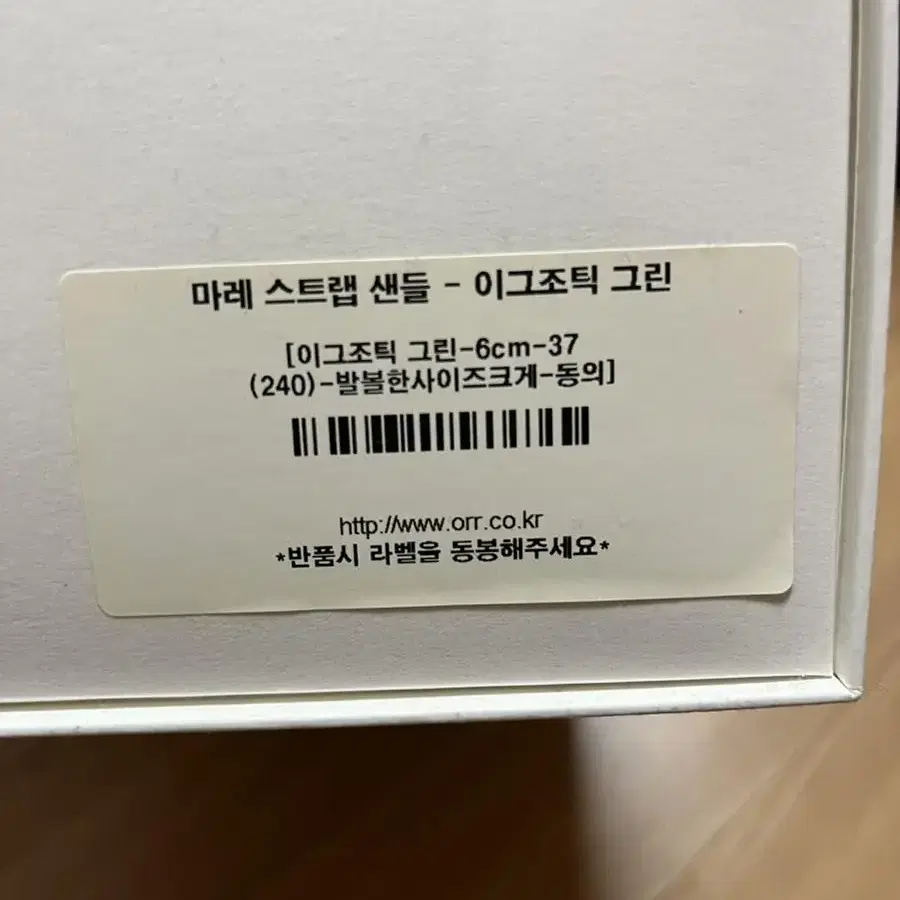 마레 스트랩 샌들 - 이그조틱 그린
[이그조틱 그린-6cm-37
(240)-발볼한사이즈크게-동의]
http://www.orr.co.kr
*반품시 라벨을 동봉해주세요*